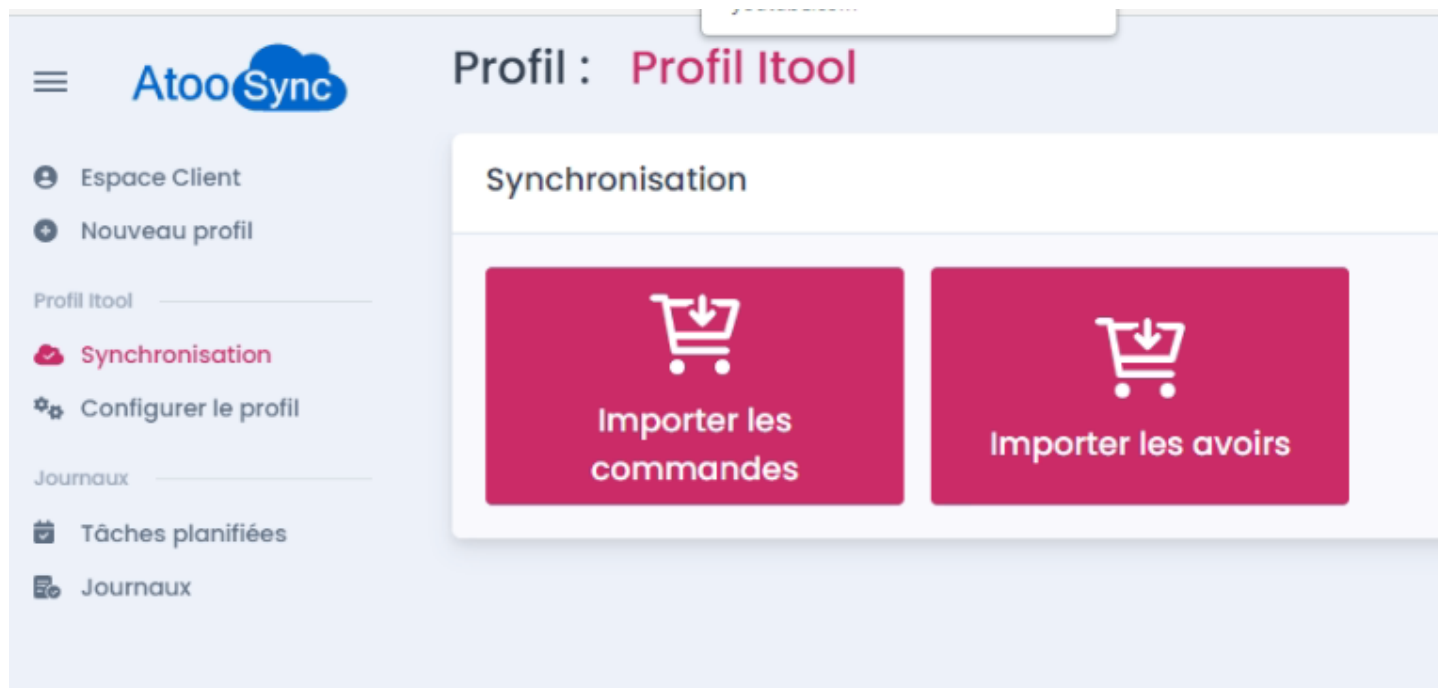 Profil : Profil Itool
AtooSync
Espace Client
Nouveau profil
Profil Itool
Synchronisation
Configurer le profil
Journaux
Tâches planifiées
Journaux
Synchronisation
Importer les
commandes
Importer les avoirs